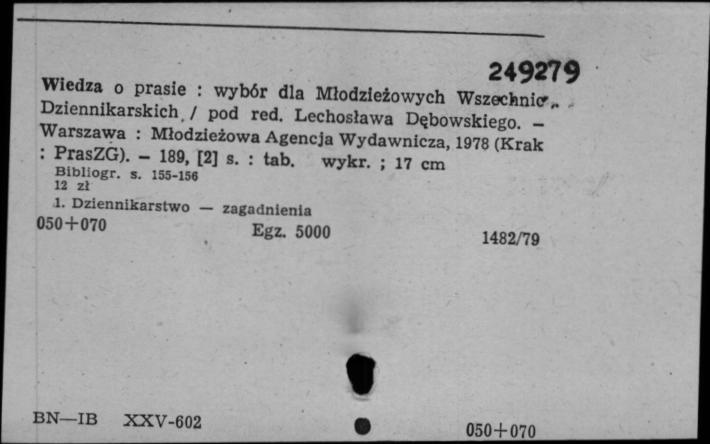 249279
Wiedza o prasie : wybór dla Młodzieżowych Wszechnic
Dziennikarskich / pod red. Lechosława Dębowskiego. —
Warszawa : Młodzieżowa Agencja Wydawnicza, 1978 (Krak
: PrasZG). — 189, [2] s. : tab. wykr. ; 17 cm
Bibliogr. s. 155-156
12 zł
1. Dziennikarstwo — zagadnienia
050+070 Egz. 5000 1482/79
BN—IB XXV-602 050+070